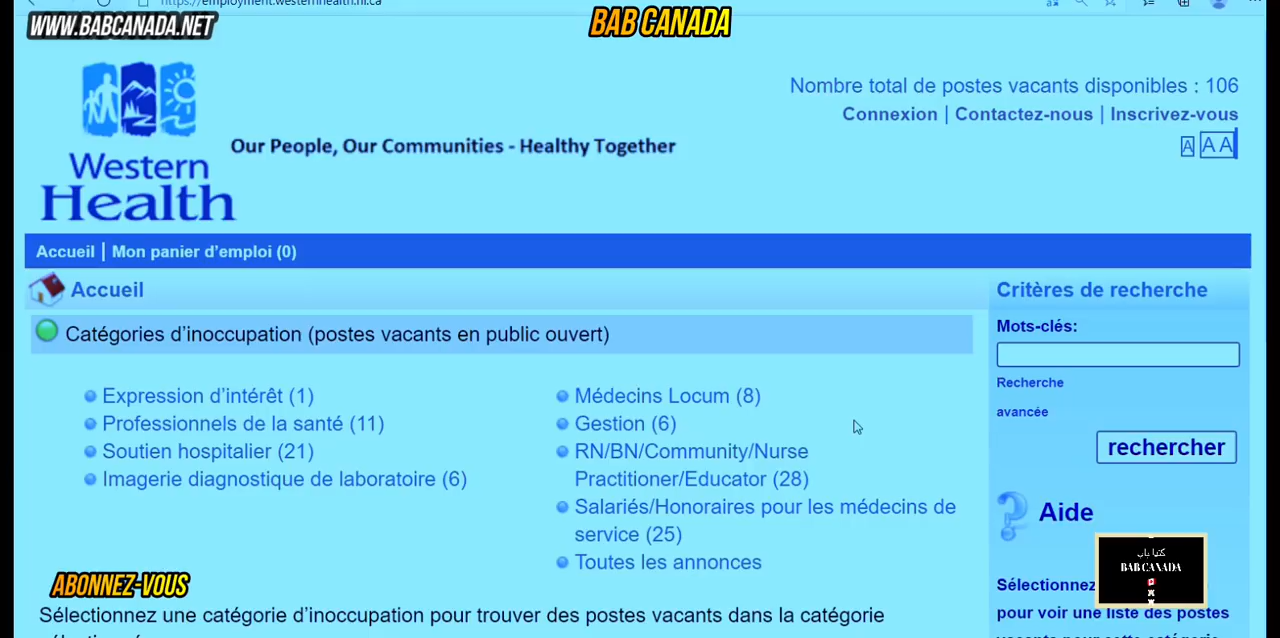 https://employment.westernhealth.nl.ca
WWW.BABCANADA.NET
BAB CANADA
Western
Health
Our People, Our Communities - Healthy Together
Nombre total de postes vacants disponibles : 106
Connexion | Contactez-nous | Inscrivez-vous
A A A
Accueil | Mon panier d'emploi (0)
Accueil
Catégories d'inoccupation (postes vacants en public ouvert)
Expression d'intérêt (1)
Professionnels de la santé (11)
Soutien hospitalier (21)
Imagerie diagnostique de laboratoire (6)
Médecins Locum (8)
Gestion (6)
RN/BN/Community/Nurse
Practitioner/Educator (28)
Salariés/Honoraires pour les médecins de
service (25)
Toutes les annonces
ABONNEZ-VOUS
Sélectionnez une catégorie d'inoccupation pour trouver des postes vacants dans la catégorie
Critères de recherche
Mots-clés:
Recherche
avancée
rechercher
Aide
BAB CANADA
Sélectionnez
pour voir une liste des postes